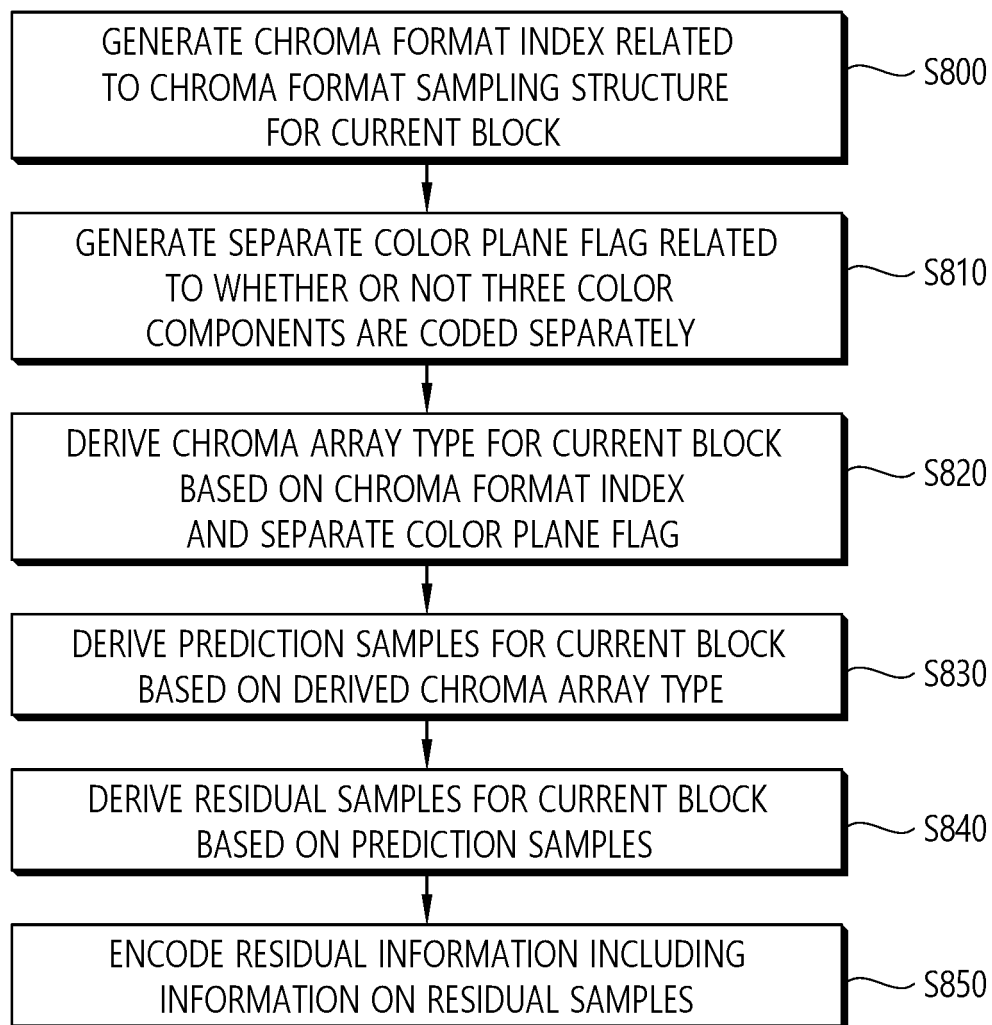 GENERATE CHROMA FORMAT INDEX RELATED
TO CHROMA FORMAT SAMPLING STRUCTURE
FOR CURRENT BLOCK
S800
GENERATE SEPARATE COLOR PLANE FLAG RELATED
TO WHETHER OR NOT THREE COLOR
COMPONENTS ARE CODED SEPARATELY
S810
DERIVE CHROMA ARRAY TYPE FOR CURRENT BLOCK
BASED ON CHROMA FORMAT INDEX
AND SEPARATE COLOR PLANE FLAG
S820
DERIVE PREDICTION SAMPLES FOR CURRENT BLOCK
BASED ON DERIVED CHROMA ARRAY TYPE
S830
DERIVE RESIDUAL SAMPLES FOR CURRENT BLOCK
BASED ON PREDICTION SAMPLES
S840
ENCODE RESIDUAL INFORMATION INCLUDING
INFORMATION ON RESIDUAL SAMPLES
S850